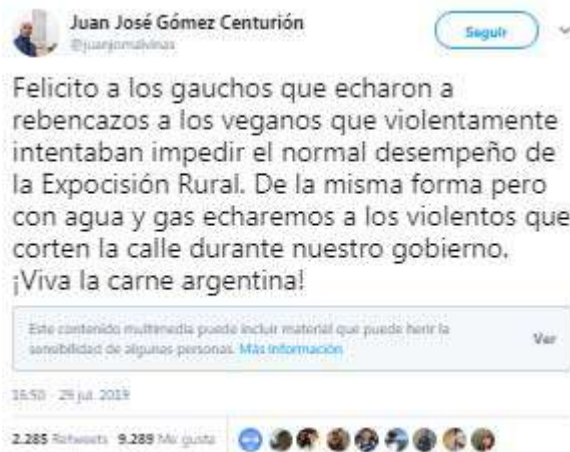 Juan José Gómez Centurión
@juanjomalvinas
Seguir
Felicito a los gauchos que echaron a
rebencazos a los veganos que violentamente
intentaban impedir el normal desempeño de
la Expocisión Rural. De la misma forma pero
con agua y gas echaremos a los violentos que
corten la calle durante nuestro gobierno.
¡Viva la carne argentina!
Este contenido multimedia puede incluir material que puede herir la
sensibilidad de algunas personas. Más información
Ver
16:50 - 29 jul. 2019
2.285 Retweets 9.289 Me gusta